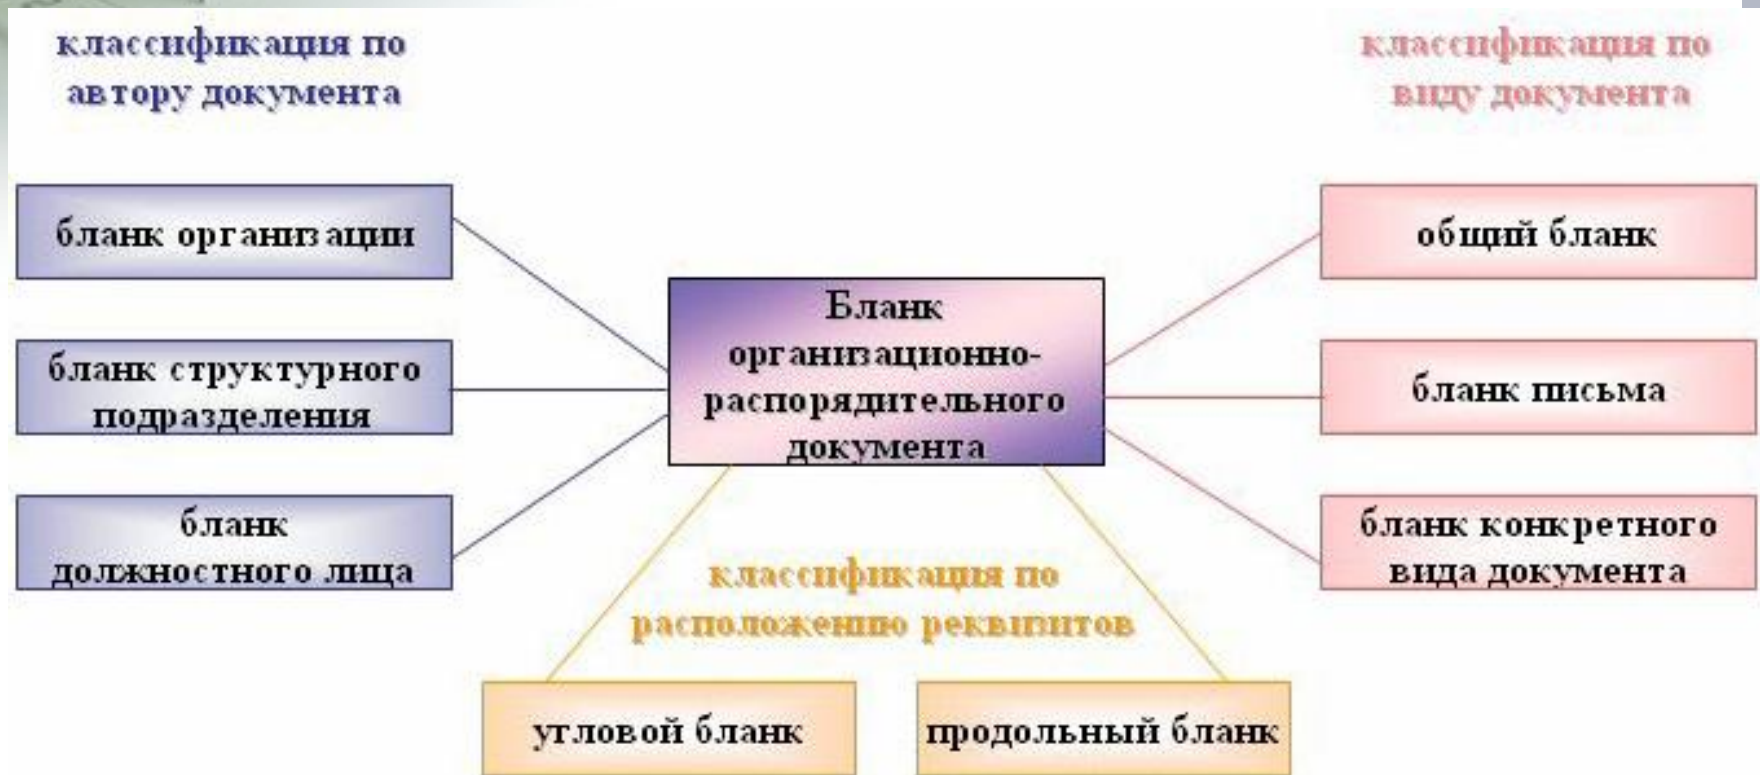 классификация по
автору документа
классификация по
виду документа
бланк организации
общий бланк
Бланк
организационно-
распорядительного
документа
бланк структурного
подразделения
бланк письма
бланк
должностного лица
бланк конкретного
вида документа
классификация по
расположению реквизитов
угловой бланк
продольный бланк